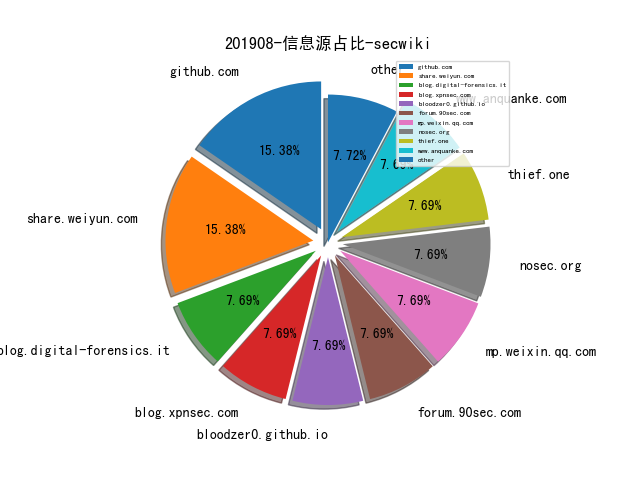 201908-信息源占比-secwiki
github.com
share.weiyun.com
blog.digital-forensics.it
blog.xpnsec.com
bloodzer0.github.io
forum.90sec.com
mp.weixin.qq.com
nosec.org
thief.one
www.anquanke.com
other
15.38%
15.38%
7.69%
7.69%
7.69%
7.69%
7.69%
7.69%
7.69%
7.69%
7.72%
github.com
share.weiyun.com
blog.digital-forensics.it
blog.xpnsec.com
bloodzer0.github.io
forum.90sec.com
mp.weixin.qq.com
nosec.org
thief.one
www.anquanke.com
other